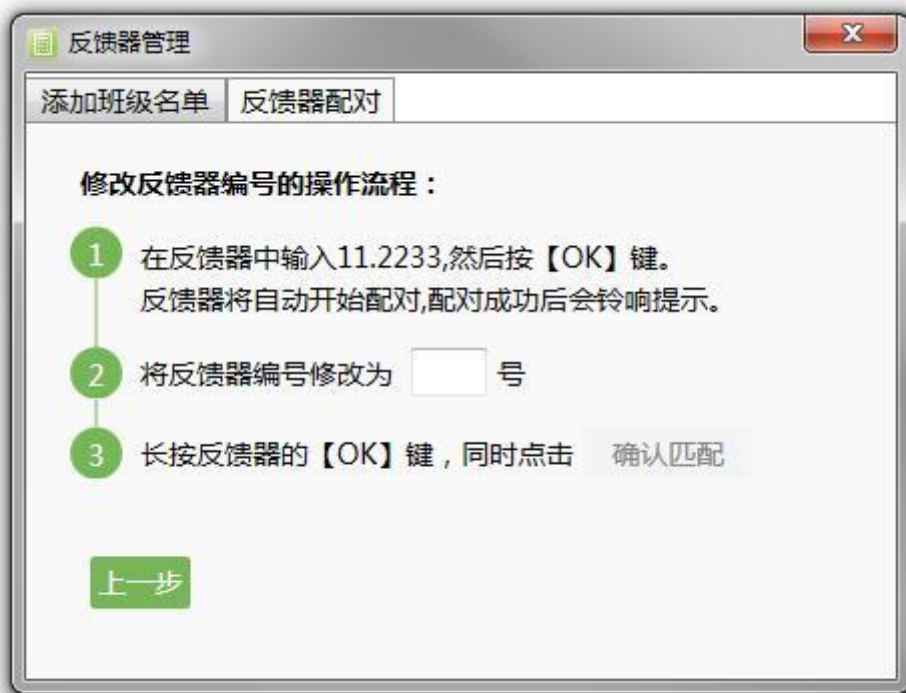 反馈器管理
添加班级名单 反馈器配对
修改反馈器编号的操作流程：
1 在反馈器中输入11.2233,然后按【OK】键。
反馈器将自动开始配对,配对成功后会铃响提示。
2 将反馈器编号修改为 号
3 长按反馈器的【OK】键，同时点击 确认匹配
上一步